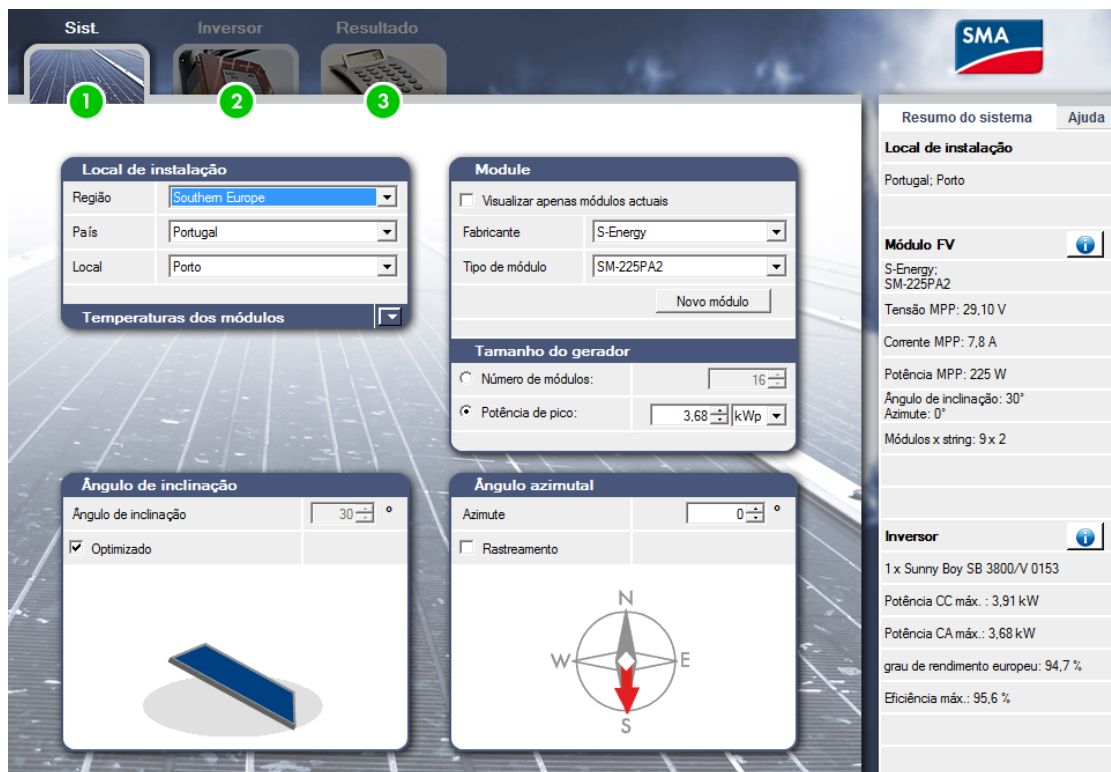 Sist.
Inversor
Resultado
1
2
3
SMA
Resumo do sistema
Ajuda
Local de instalação
Região
Southern Europe
País
Portugal
Local
Porto
Temperaturas dos módulos
Module
Visualizar apenas módulos actuais
Fabricante
S-Energy
Tipo de módulo
SM-225PA2
Novo módulo
Tamanho do gerador
Número de módulos:
16
Potência de pico:
3,68
kWp
Ângulo de inclinação
Ângulo de inclinação
30
º
Optimizado
Ângulo azimutal
Azimute
0
º
Rastreamento
N
W
E
S
Local de instalação
Portugal; Porto
Módulo FV
S-Energy;
SM-225PA2
Tensão MPP: 29,10 V
Corrente MPP: 7,8 A
Potência MPP: 225 W
Ângulo de inclinação: 30°
Azimute: 0°
Módulos x string: 9 x 2
Inversor
1 x Sunny Boy SB 3800/V 0153
Potência CC máx. : 3,91 kW
Potência CA máx.: 3,68 kW
grau de rendimento europeu: 94,7 %
Eficiência máx.: 95,6 %